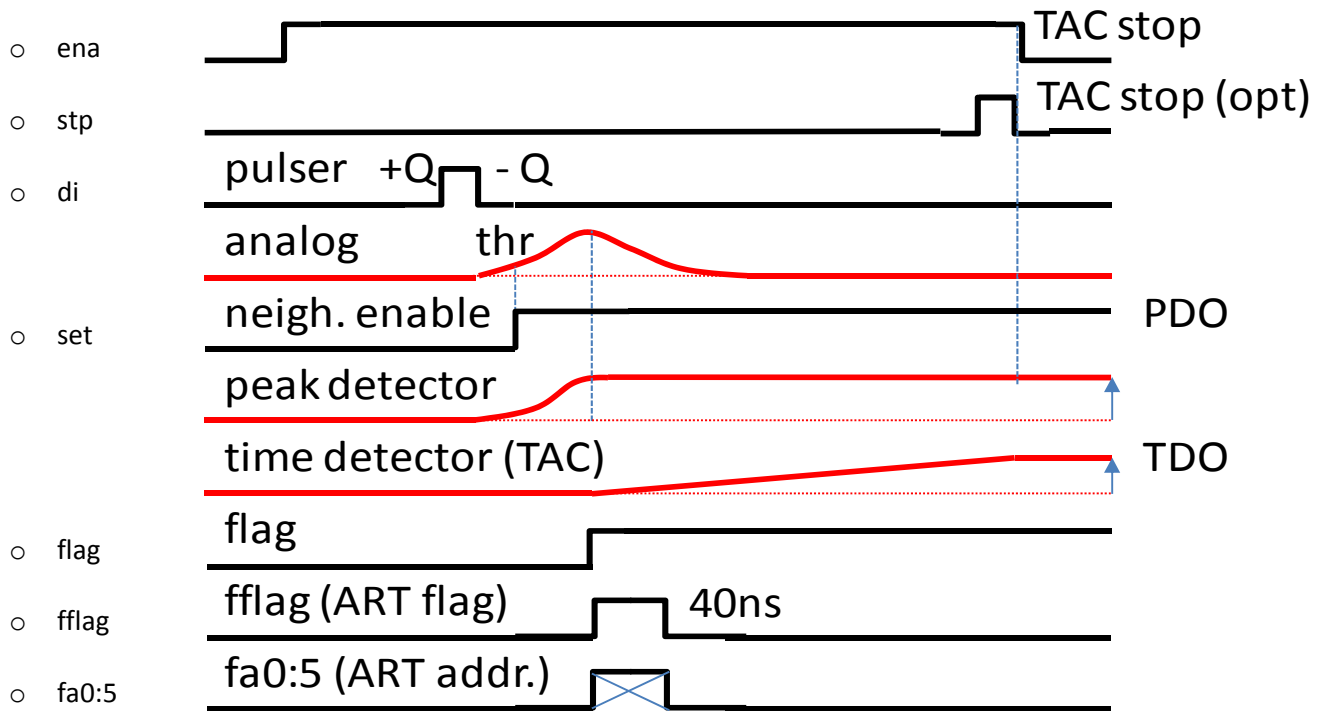 ena
TAC stop
stp
TAC stop (opt)
di
pulser +Q - Q
analog thr
set
neigh. enable PDO
peak detector
time detector (TAC) TDO
flag
flag
fflag
fflag (ART flag) 40ns
fa0:5
fa0:5 (ART addr.)